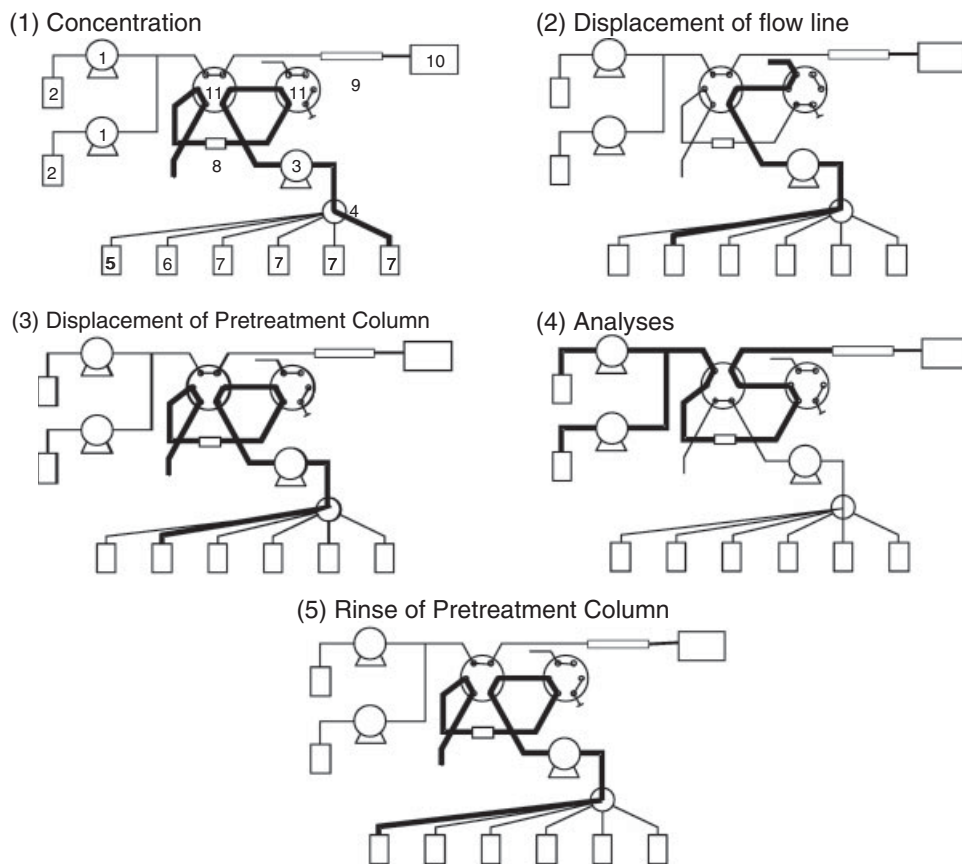 (1) Concentration
(2) Displacement of flow line
1
10
2
11
11
9
1
2
8
3
4
5 6 7 7 7 7
(3) Displacement of Pretreatment Column
(4) Analyses
(5) Rinse of Pretreatment Column